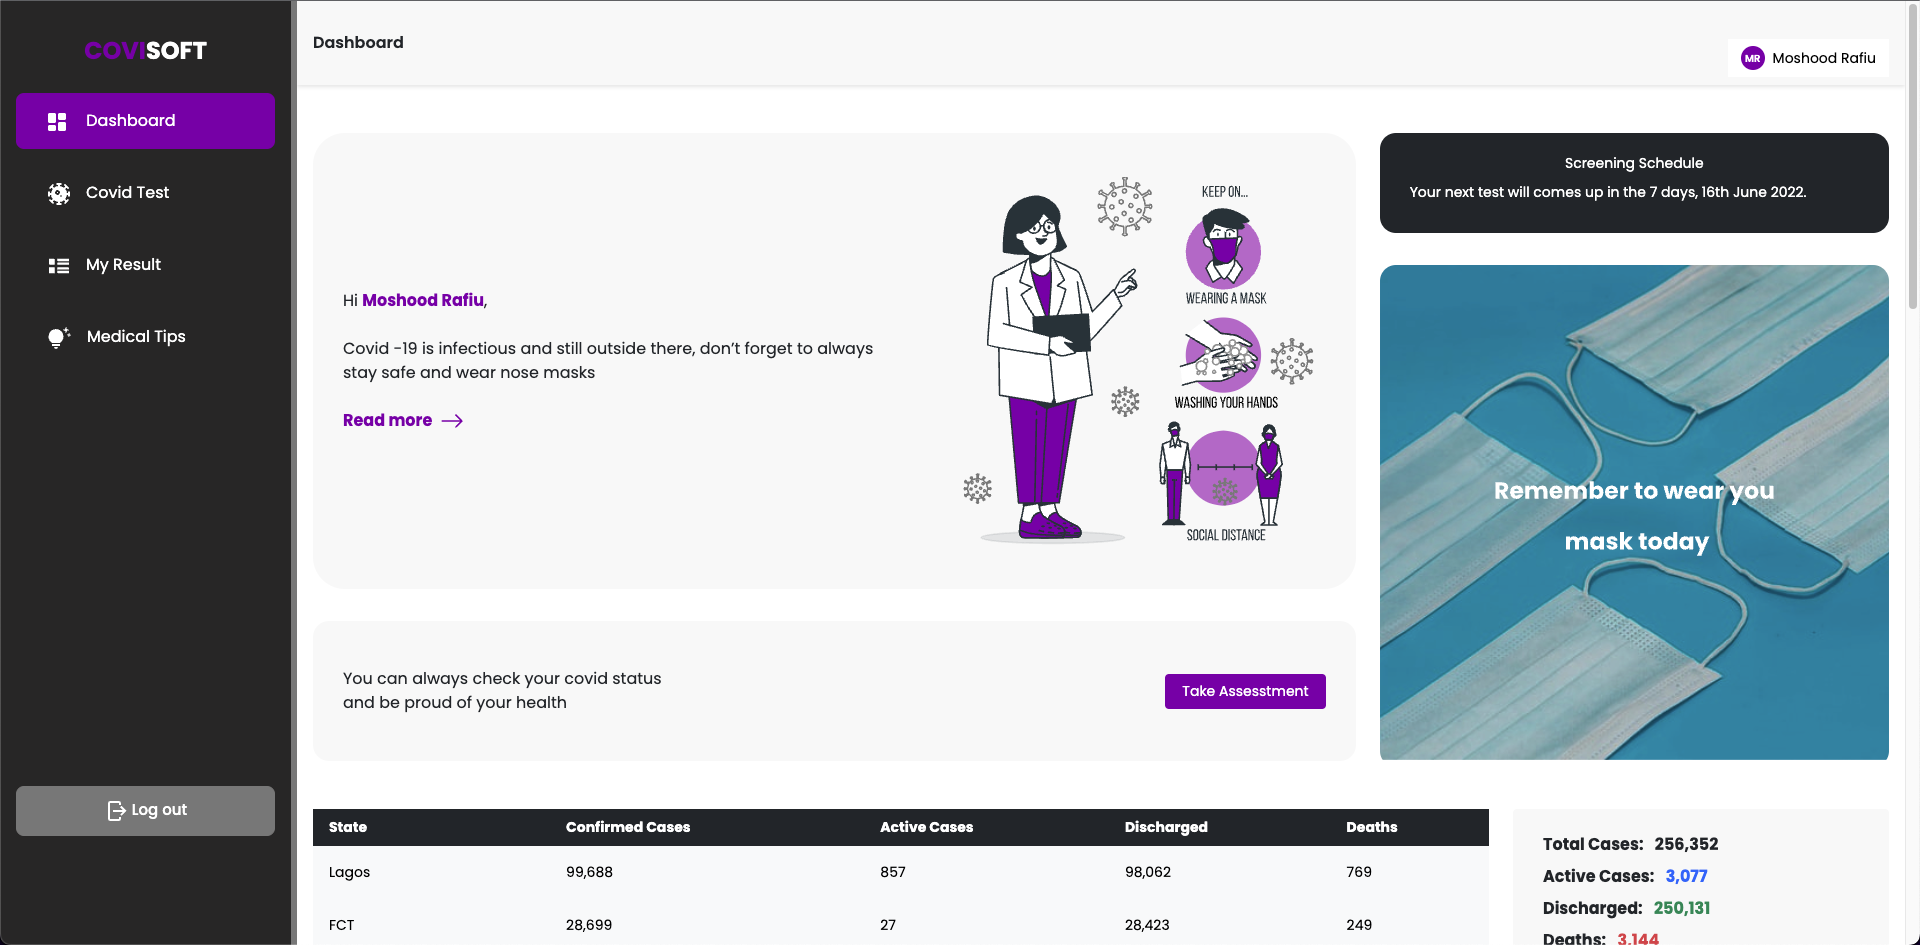 COVISOFT
Dashboard
Covid Test
My Result
Medical Tips
Log out
Dashboard
MR Moshood Rafiu
Hi Moshood Rafiu,
Covid -19 is infectious and still outside there, don’t forget to always
stay safe and wear nose masks
Read more
KEEP ON...
WEARING A MASK
WASHING YOUR HANDS
SOCIAL DISTANCE
Screening Schedule
Your next test will comes up in the 7 days, 16th June 2022.
Remember to wear you
mask today
You can always check your covid status
and be proud of your health
Take Assesstment
State Confirmed Cases Active Cases Discharged Deaths
Lagos 99,688 857 98,062 769
FCT 28,699 27 28,423 249
Total Cases: 256,352
Active Cases: 3,077
Discharged: 250,131
Deaths: 3,144